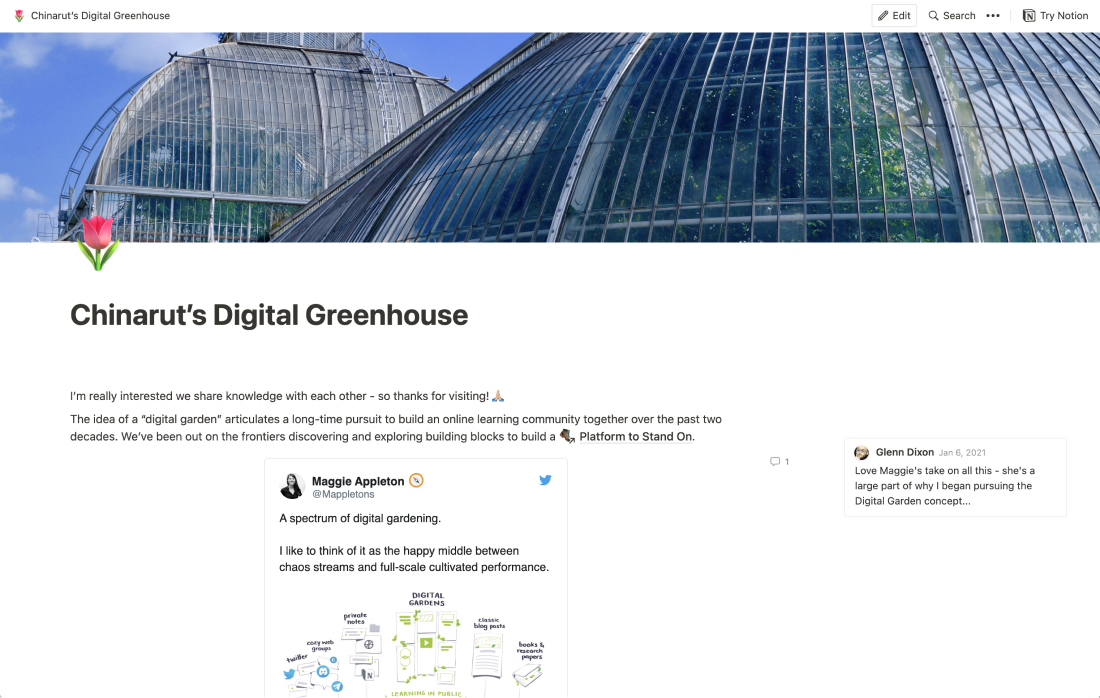 Chinarut's Digital Greenhouse
Edit
Search
Try Notion
Chinarut's Digital Greenhouse
I'm really interested we share knowledge with each other - so thanks for visiting!
The idea of a “digital garden” articulates a long-time pursuit to build an online learning community together over the past two
decades. We've been out on the frontiers discovering and exploring building blocks to build a Platform to Stand On.
1
Glenn Dixon Jan 6, 2021
Love Maggie's take on all this - she's a
large part of why I began pursuing the
Digital Garden concept...
Maggie Appleton
@Mappletons
A spectrum of digital gardening.
I like to think of it as the happy middle between
chaos streams and full-scale cultivated performance.
DIGITAL
GARDENS
private
notes
classic
blog posts
cozy web
groups
books &
research
papers
twitter
LEARNING IN PUBLIC